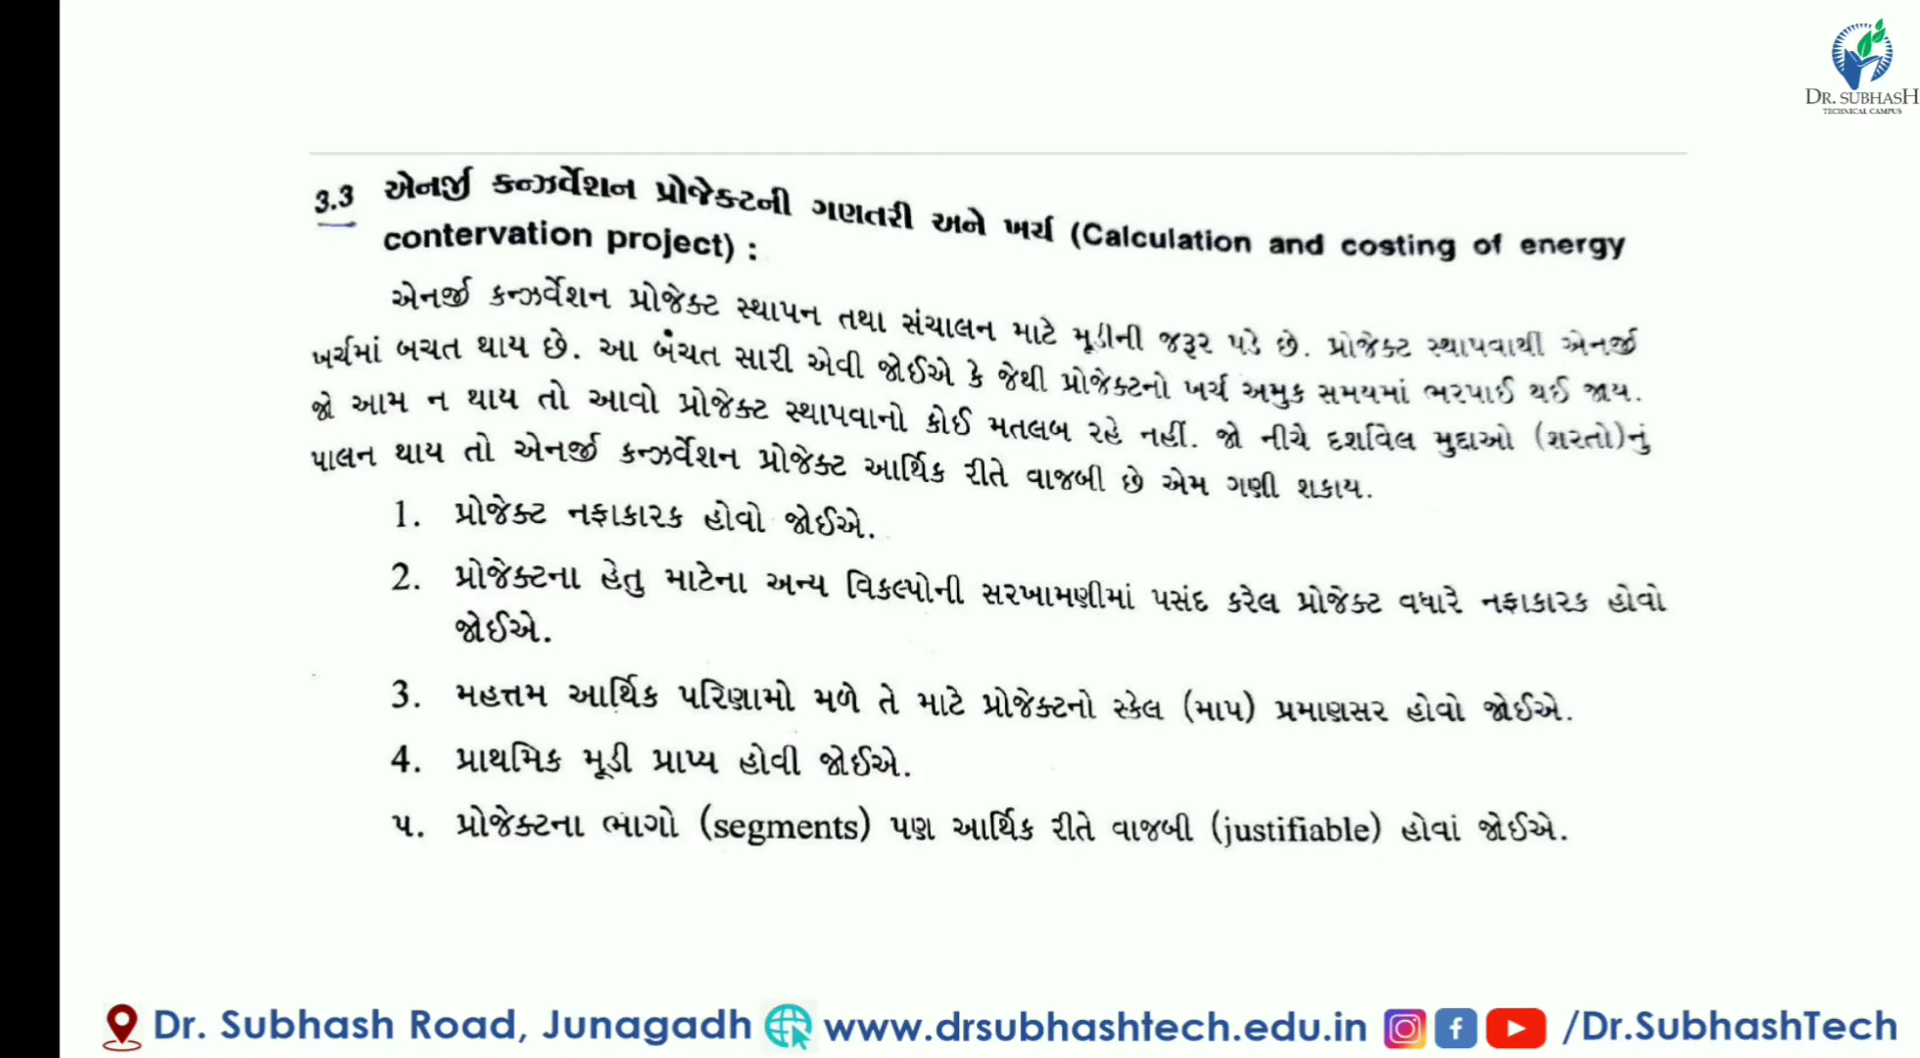 DR. SUBHASH
TECHNICAL CAMPUS
3.3 એનર્જી કન્ઝર્વેશન પ્રોજેક્ટની ગણતરી અને ખર્ચ (Calculation and costing of energy
contervation project) :
એનર્જી કન્ઝર્વેશન પ્રોજેક્ટ સ્થાપન તથા સંચાલન માટે મૂડીની જરૂર પડે છે. પ્રોજેક્ટ સ્થાપવાથી એનર્જી
ખર્ચમાં બચત થાય છે. આ બંચત સારી એવી જોઈએ કે જેથી પ્રોજેક્ટનો ખર્ચ અમુક સમયમાં ભરપાઈ થઈ જાય.
જો આમ ન થાય તો આવો પ્રોજેક્ટ સ્થાપવાનો કોઈ મતલબ રહે નહીં. જો નીચે દર્શાવેલ મુદ્દાઓ (શરતો)નું
પાલન થાય તો એનર્જી કન્ઝર્વેશન પ્રોજેક્ટ આર્થિક રીતે વાજબી છે એમ ગણી શકાય.
1. પ્રોજેક્ટ નફાકારક હોવો જોઈએ.
2. પ્રોજેક્ટના હેતુ માટેના અન્ય વિકલ્પોની સરખામણીમાં પસંદ કરેલ પ્રોજેક્ટ વધારે નફાકારક હોવો
જોઈએ.
3. મહત્તમ આર્થિક પરિણામો મળે તે માટે પ્રોજેક્ટનો સ્કેલ (માપ) પ્રમાણસર હોવો જોઈએ.
4. પ્રાથમિક મૂડી પ્રાપ્ય હોવી જોઈએ.
૫. પ્રોજેક્ટના ભાગો (segments) પણ આર્થિક રીતે વાજબી (justifiable) હોવાં જોઈએ.
Dr. Subhash Road, Junagadh www.drsubhashtech.edu.in /Dr.SubhashTech